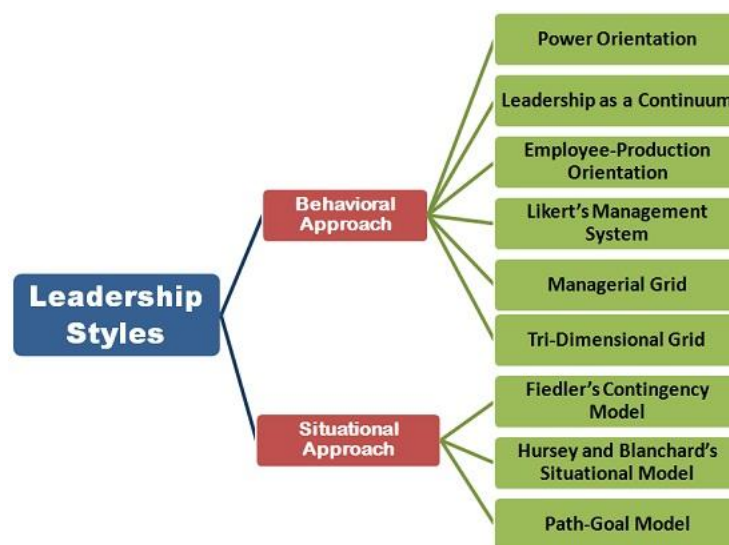 Leadership
Styles
Behavioral
Approach
Power Orientation
Leadership as a Continuum
Employee-Production
Orientation
Likert's Management
System
Managerial Grid
Tri-Dimensional Grid
Situational
Approach
Fiedler's Contingency
Model
Hursey and Blanchard's
Situational Model
Path-Goal Model